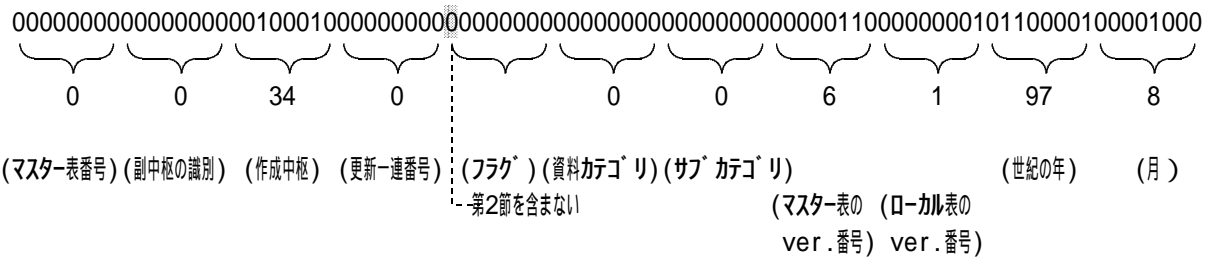 0000000000000000001000100000000000000000000000000000000000000110000000101100001​00001000
0 0 34 0 0 0 6 1 97 8
(マスター表番号) (副中枢の識別) (作成中枢) (更新一連番号) (フラグ) (資料カテゴリ) (サブカテゴリ) (世紀の年) (月)
第2節を含まない (マスター表の (ローカル表の
ver.番号) ver.番号)